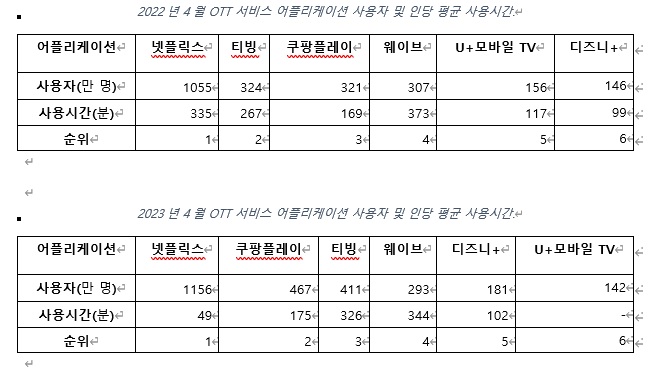 2022 년 4 월 OTT 서비스 어플리케이션 사용자 및 인당 평균 사용시간
어플리케이션 넷플릭스 티빙 쿠팡플레이 웨이브 U+모바일 TV 디즈니+
사용자(만 명) 1055 324 321 307 156 146
사용시간(분) 335 267 169 373 117 99
순위 1 2 3 4 5 6
2023 년 4 월 OTT 서비스 어플리케이션 사용자 및 인당 평균 사용시간
어플리케이션 넷플릭스 쿠팡플레이 티빙 웨이브 디즈니+ U+모바일 TV
사용자(만 명) 1156 467 411 293 181 142
사용시간(분) 49 175 326 344 102 -
순위 1 2 3 4 5 6